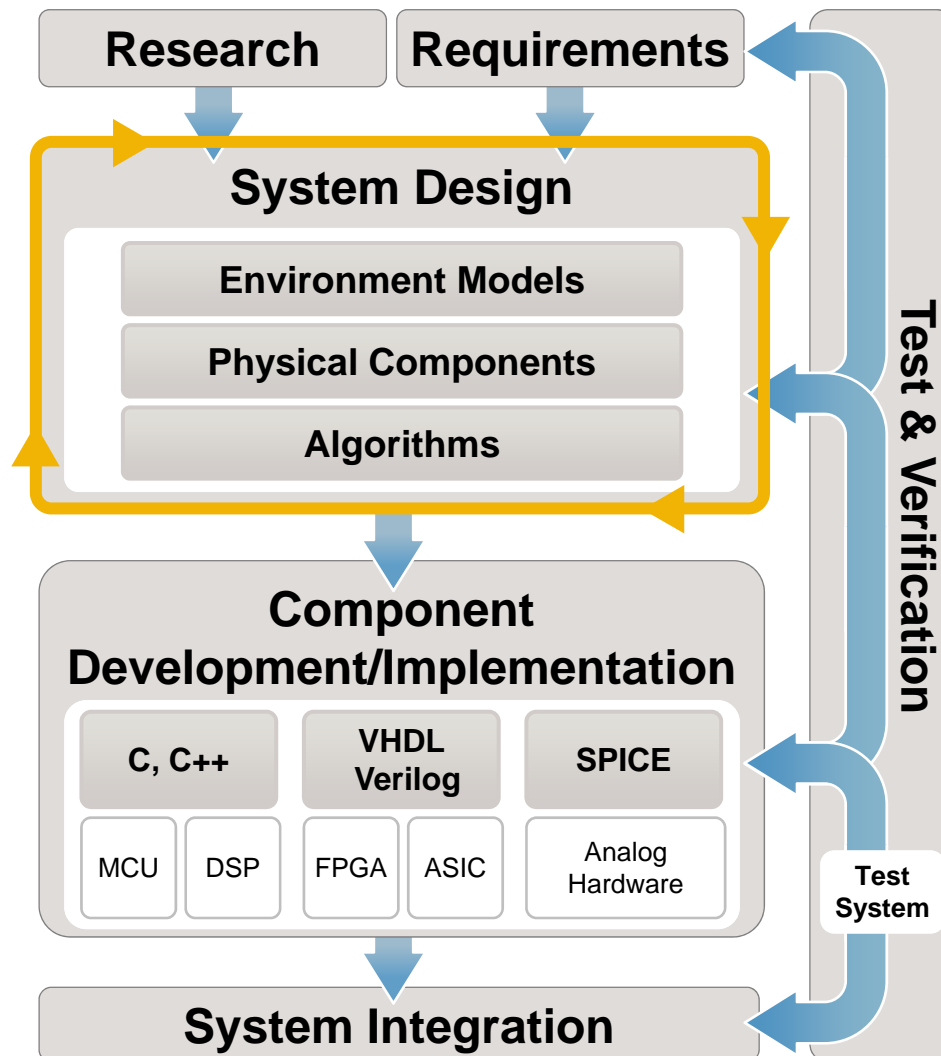 Research
Requirements
System Design
Environment Models
Physical Components
Algorithms
Component
Development/Implementation
C, C++
VHDL
Verilog
SPICE
MCU
DSP
FPGA
ASIC
Analog
Hardware
System Integration
Test & Verification
Test
System